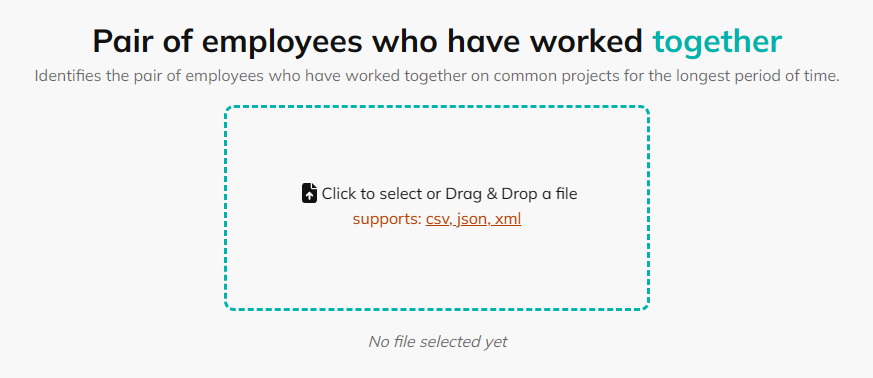 Pair of employees who have worked together
Identifies the pair of employees who have worked together on common projects for the longest period of time.
Click to select or Drag & Drop a file
supports: csv, json, xml
No file selected yet